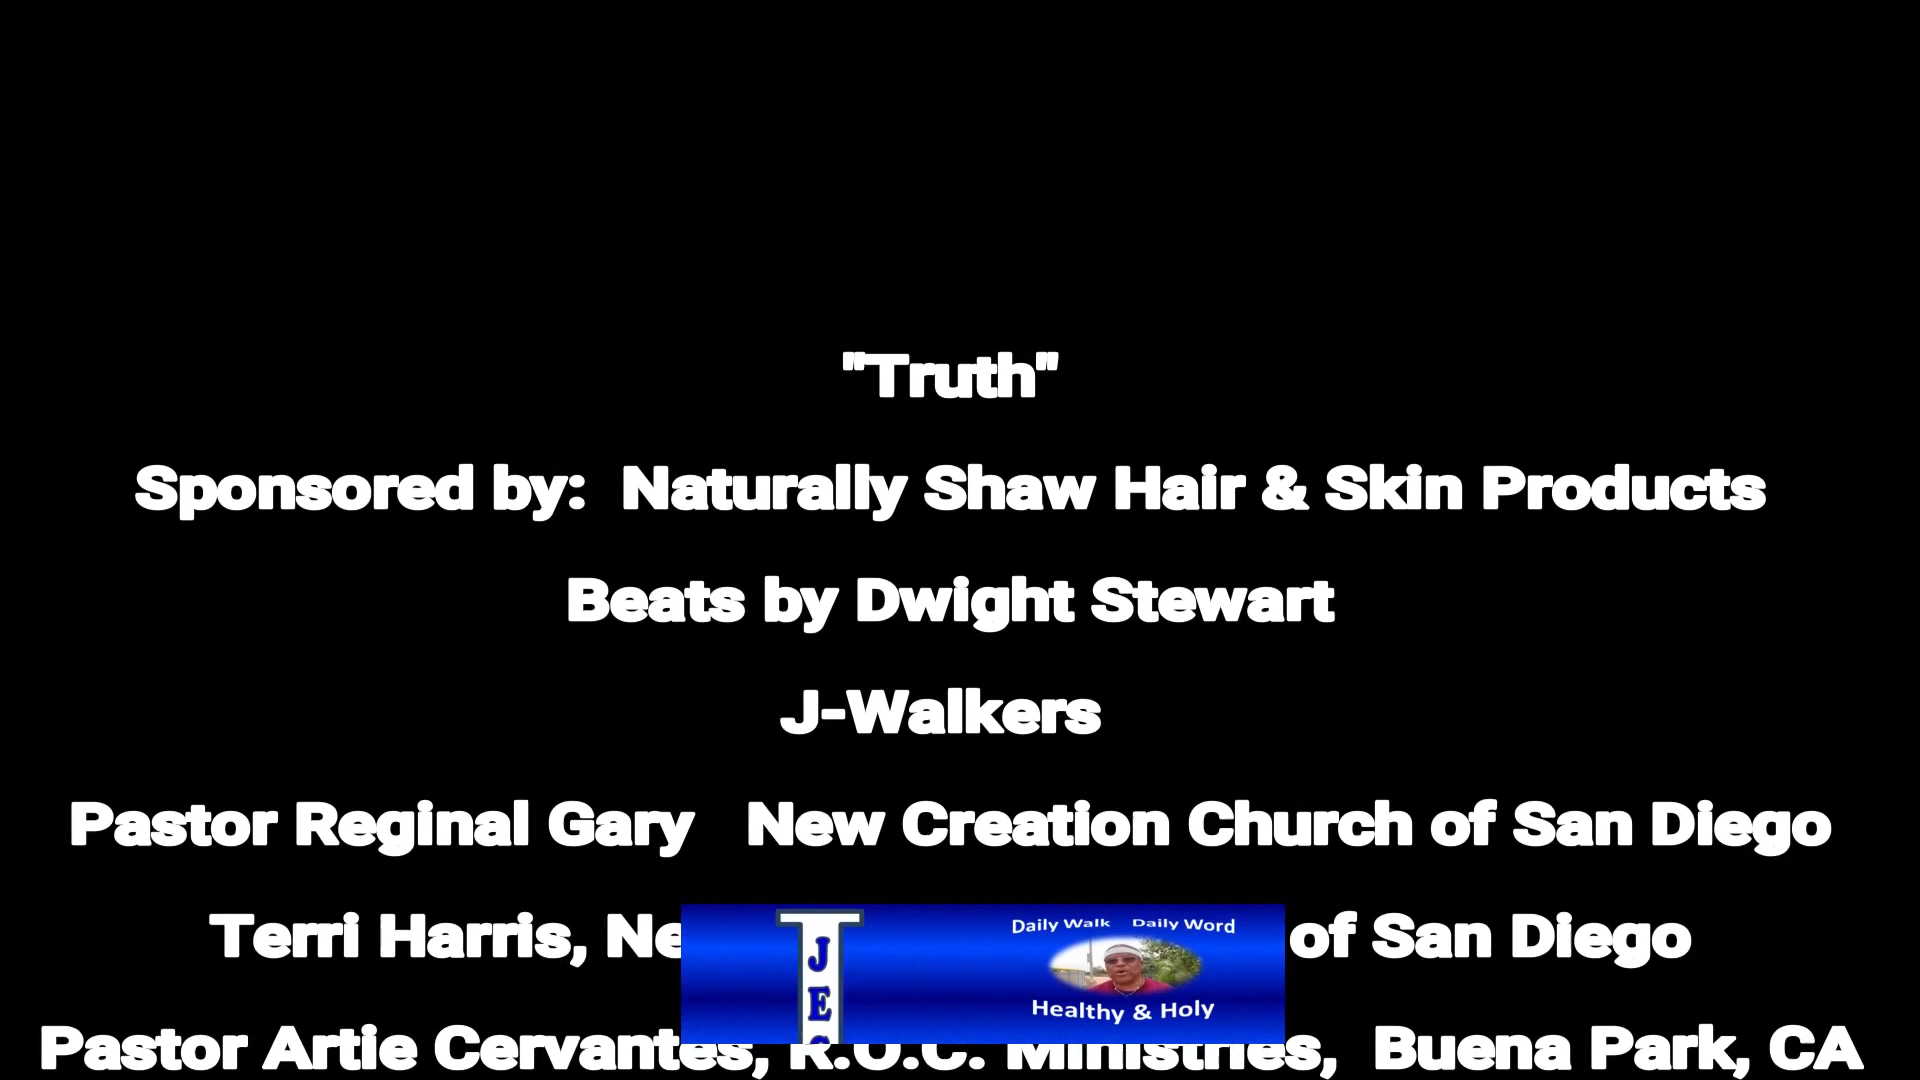 "Truth"
Sponsored by:  Naturally Shaw Hair & Skin Products
Beats by Dwight Stewart
J-Walkers
Pastor Reginal Gary   New Creation Church of San Diego
Terri Harris, of San Diego
Daily Walk Daily Word
J
E
Healthy & Holy
Pastor Artie Cervantes, R.O.C. Ministries,  Buena Park, CA